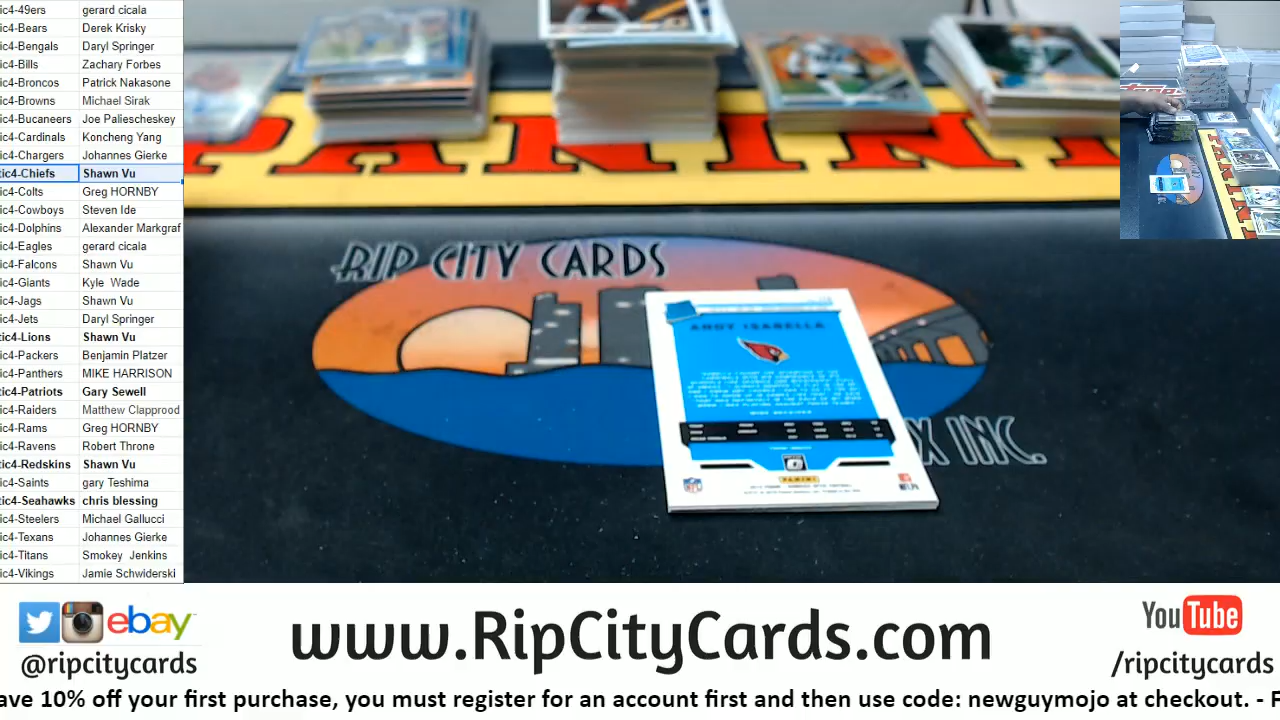 ic4-49ers gerard cicala
ic4-Bears Derek Krisky
ic4-Bengals Daryl Springer
ic4-Bills Zachary Forbes
ic4-Broncos Patrick Nakasone
ic4-Browns Michael Sirak
ic4-Bucaneers Joe Paliescheskey
ic4-Cardinals Koncheng Yang
ic4-Chargers Johannes Gierke
tic4-Chiefs Shawn Vu
ic4-Colts Greg HORNBY
ic4-Cowboys Steven Ide
ic4-Dolphins Alexander Markgraf
ic4-Eagles gerard cicala
ic4-Falcons Shawn Vu
ic4-Giants Kyle Wade
ic4-Jags Shawn Vu
ic4-Jets Daryl Springer
tic4-Lions Shawn Vu
ic4-Packers Benjamin Platzer
ic4-Panthers MIKE HARRISON
tic4-Patriots Gary Sewell
ic4-Raiders Matthew Clapprood
ic4-Rams Greg HORNBY
ic4-Ravens Robert Throne
tic4-Redskins Shawn Vu
ic4-Saints gary Teshima
tic4-Seahawks chris blessing
ic4-Steelers Michael Gallucci
ic4-Texans Johannes Gierke
ic4-Titans Smokey Jenkins
ic4-Vikings Jamie Schwiderski
PANINI
RIP CITY CARDS
X INC.
ANDY ISABELLA
PANINI
NFL
NFLPA
ebay
@ripcitycards
www.RipCityCards.com
YouTube
/ripcitycards
ave 10% off your first purchase, you must register for an account first and then use code: newguymojo at checkout. - F